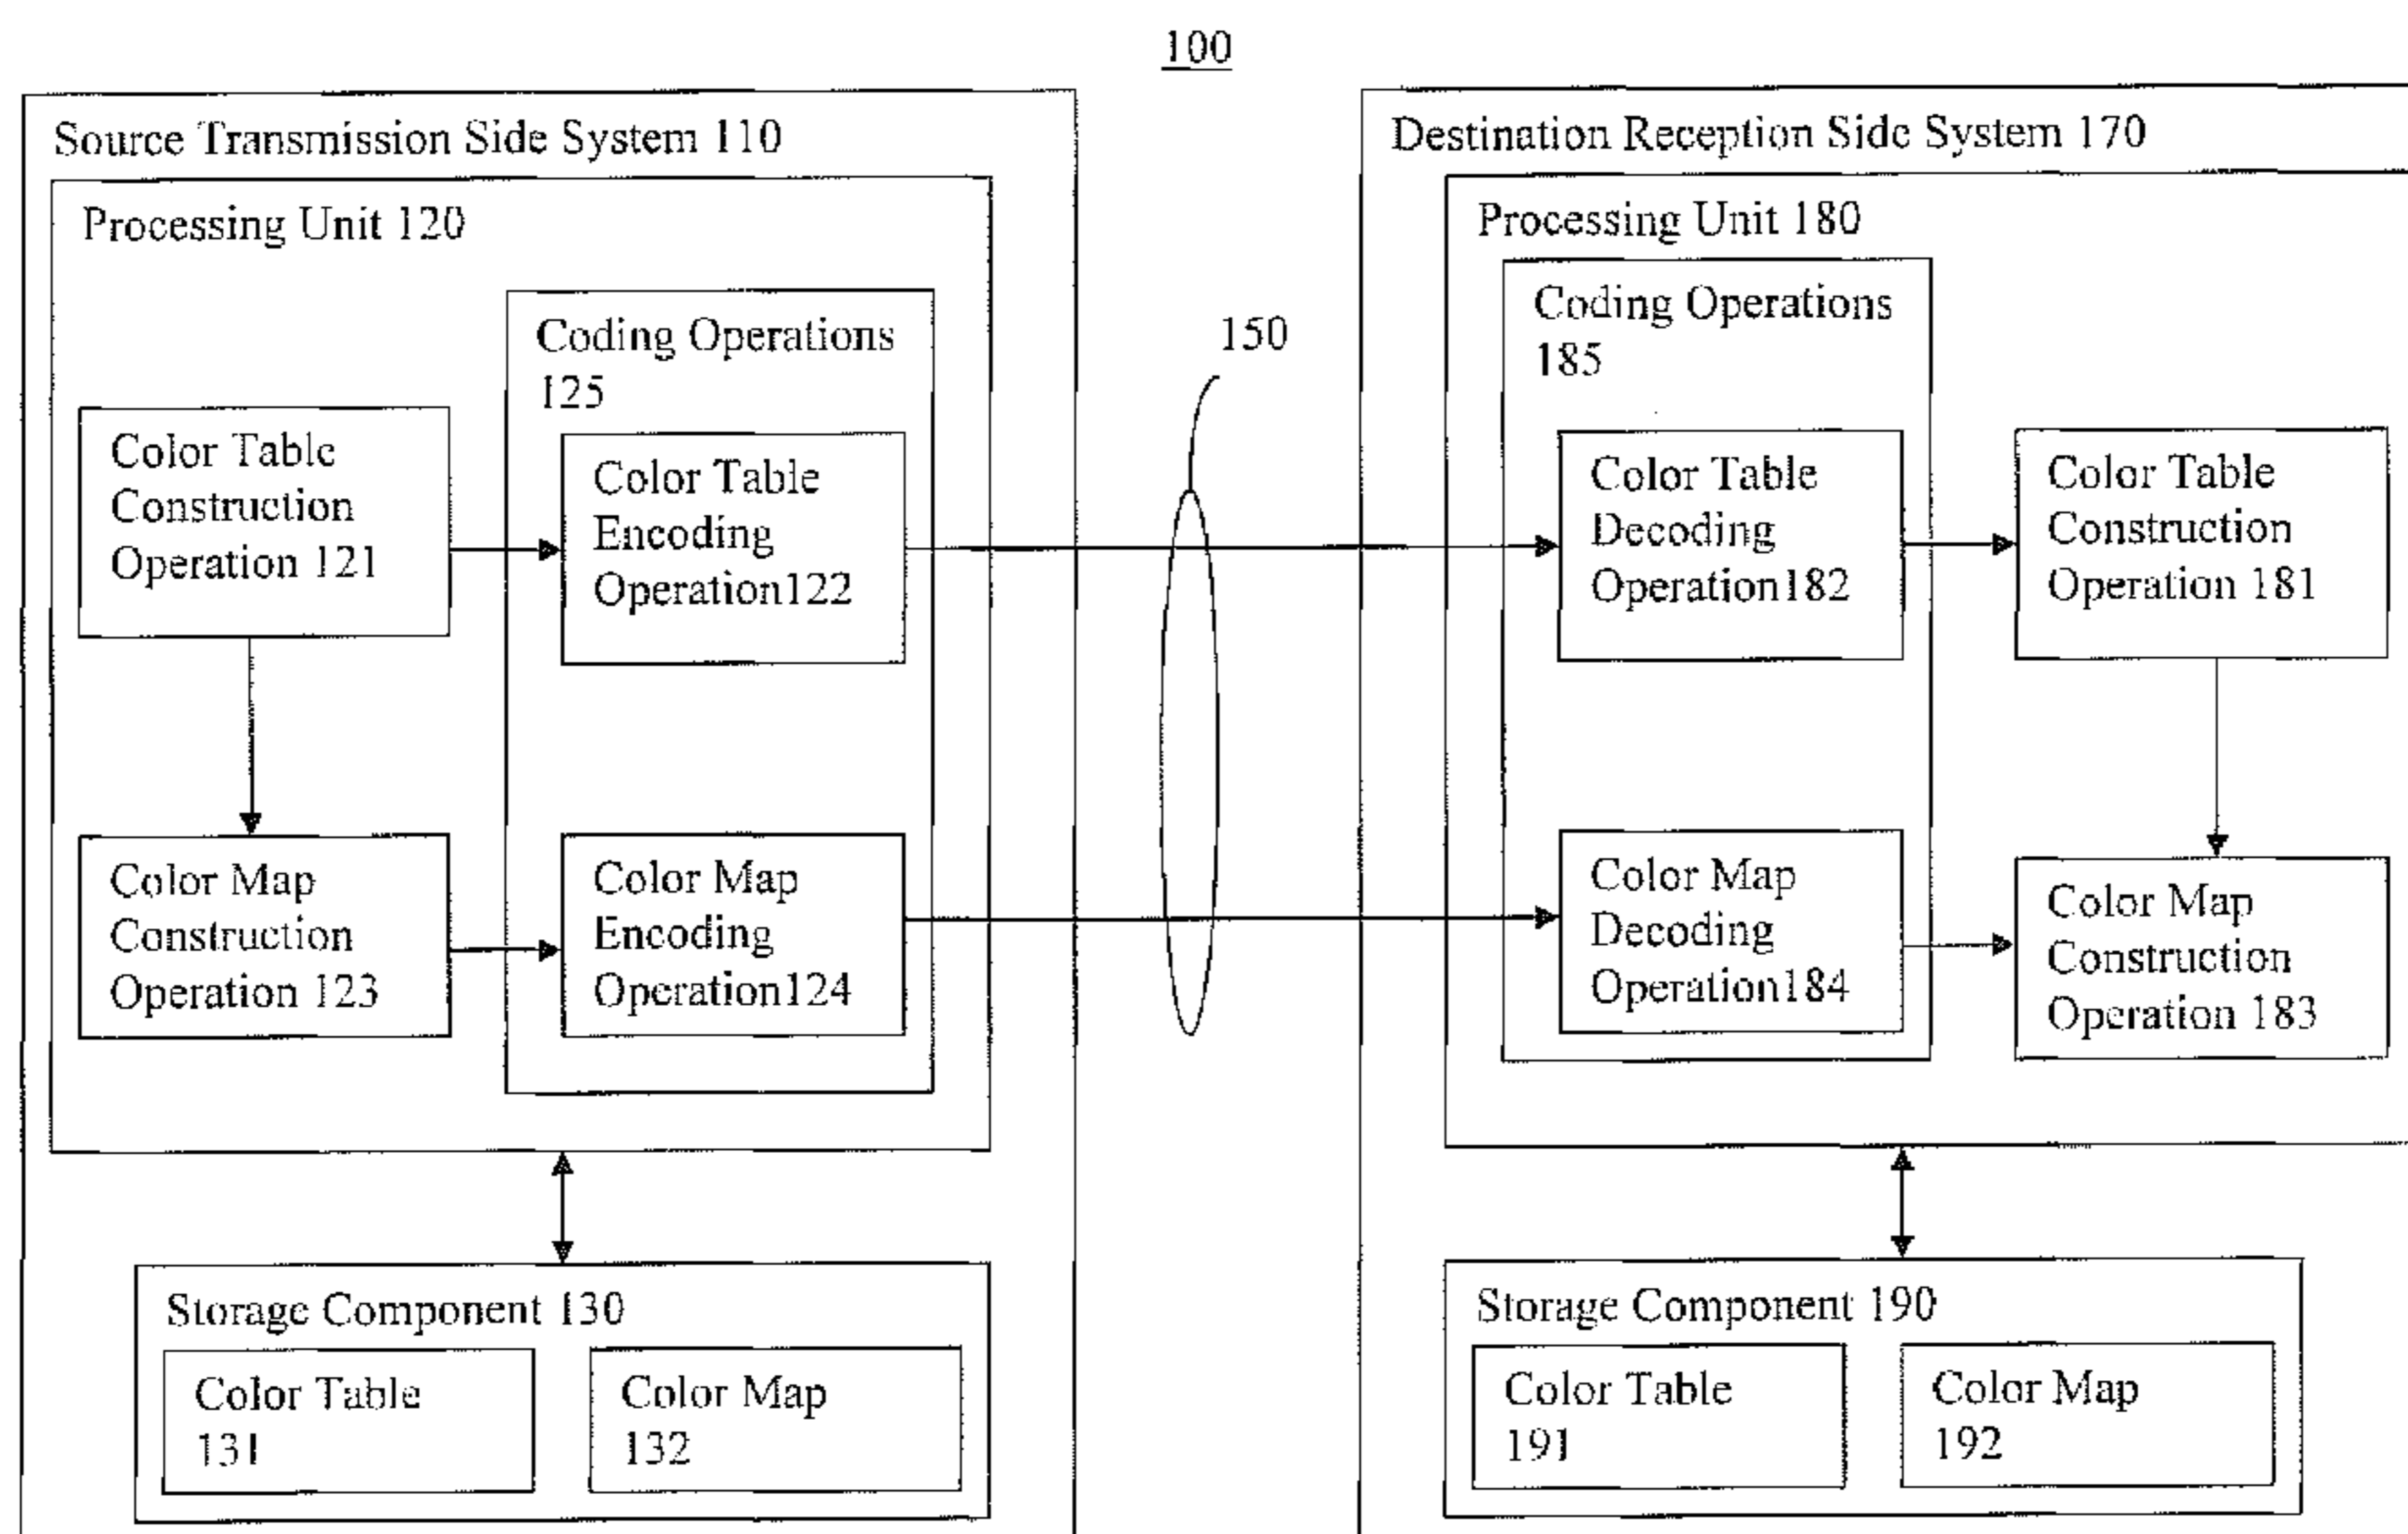 100
Source Transmission Side System 110
Processing Unit 120
Coding Operations
125
Color Table
Construction
Operation 121
Color Table
Encoding
Operation122
Color Map
Construction
Operation 123
Color Map
Encoding
Operation124
Storage Component 130
Color Table
131
Color Map
132
150
Destination Reception Side System 170
Processing Unit 180
Coding Operations
185
Color Table
Decoding
Operation182
Color Table
Construction
Operation 181
Color Map
Decoding
Operation184
Color Map
Construction
Operation 183
Storage Component 190
Color Table
191
Color Map
192